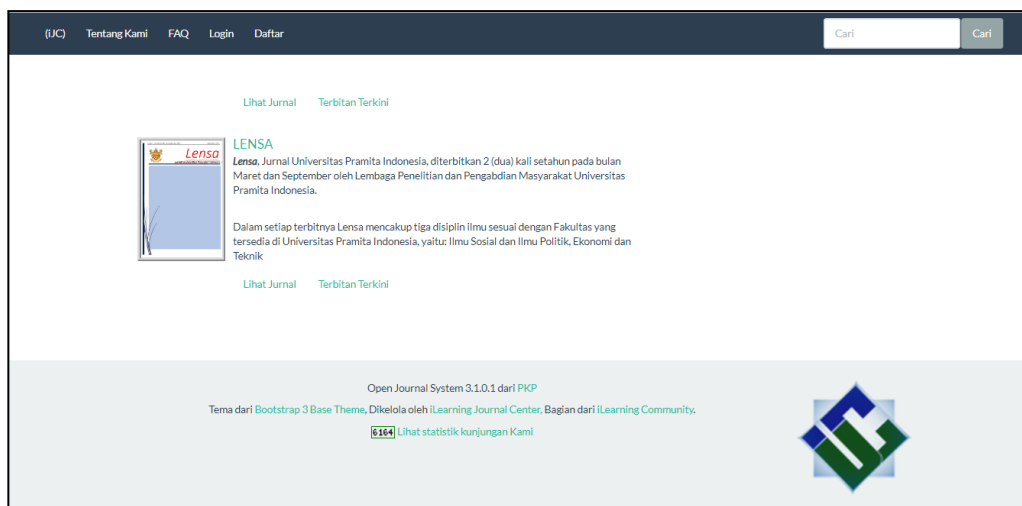 (iJC) Tentang Kami FAQ Login Daftar Cari Cari
Lihat Jurnal Terbitan Terkini
Lensa
LENSA
Lensa, Jurnal Universitas Pramita Indonesia, diterbitkan 2 (dua) kali setahun pada bulan
Maret dan September oleh Lembaga Penelitian dan Pengabdian Masyarakat Universitas
Pramita Indonesia.
Dalam setiap terbitnya Lensa mencakup tiga disiplin ilmu sesuai dengan Fakultas yang
tersedia di Universitas Pramita Indonesia, yaitu: Ilmu Sosial dan Ilmu Politik, Ekonomi dan
Teknik
Lihat Jurnal Terbitan Terkini
Open Journal System 3.1.0.1 dari PKP
Tema dari Bootstrap 3 Base Theme, Dikelola oleh iLearning Journal Center, Bagian dari iLearning Community.
6164 Lihat statistik kunjungan Kami